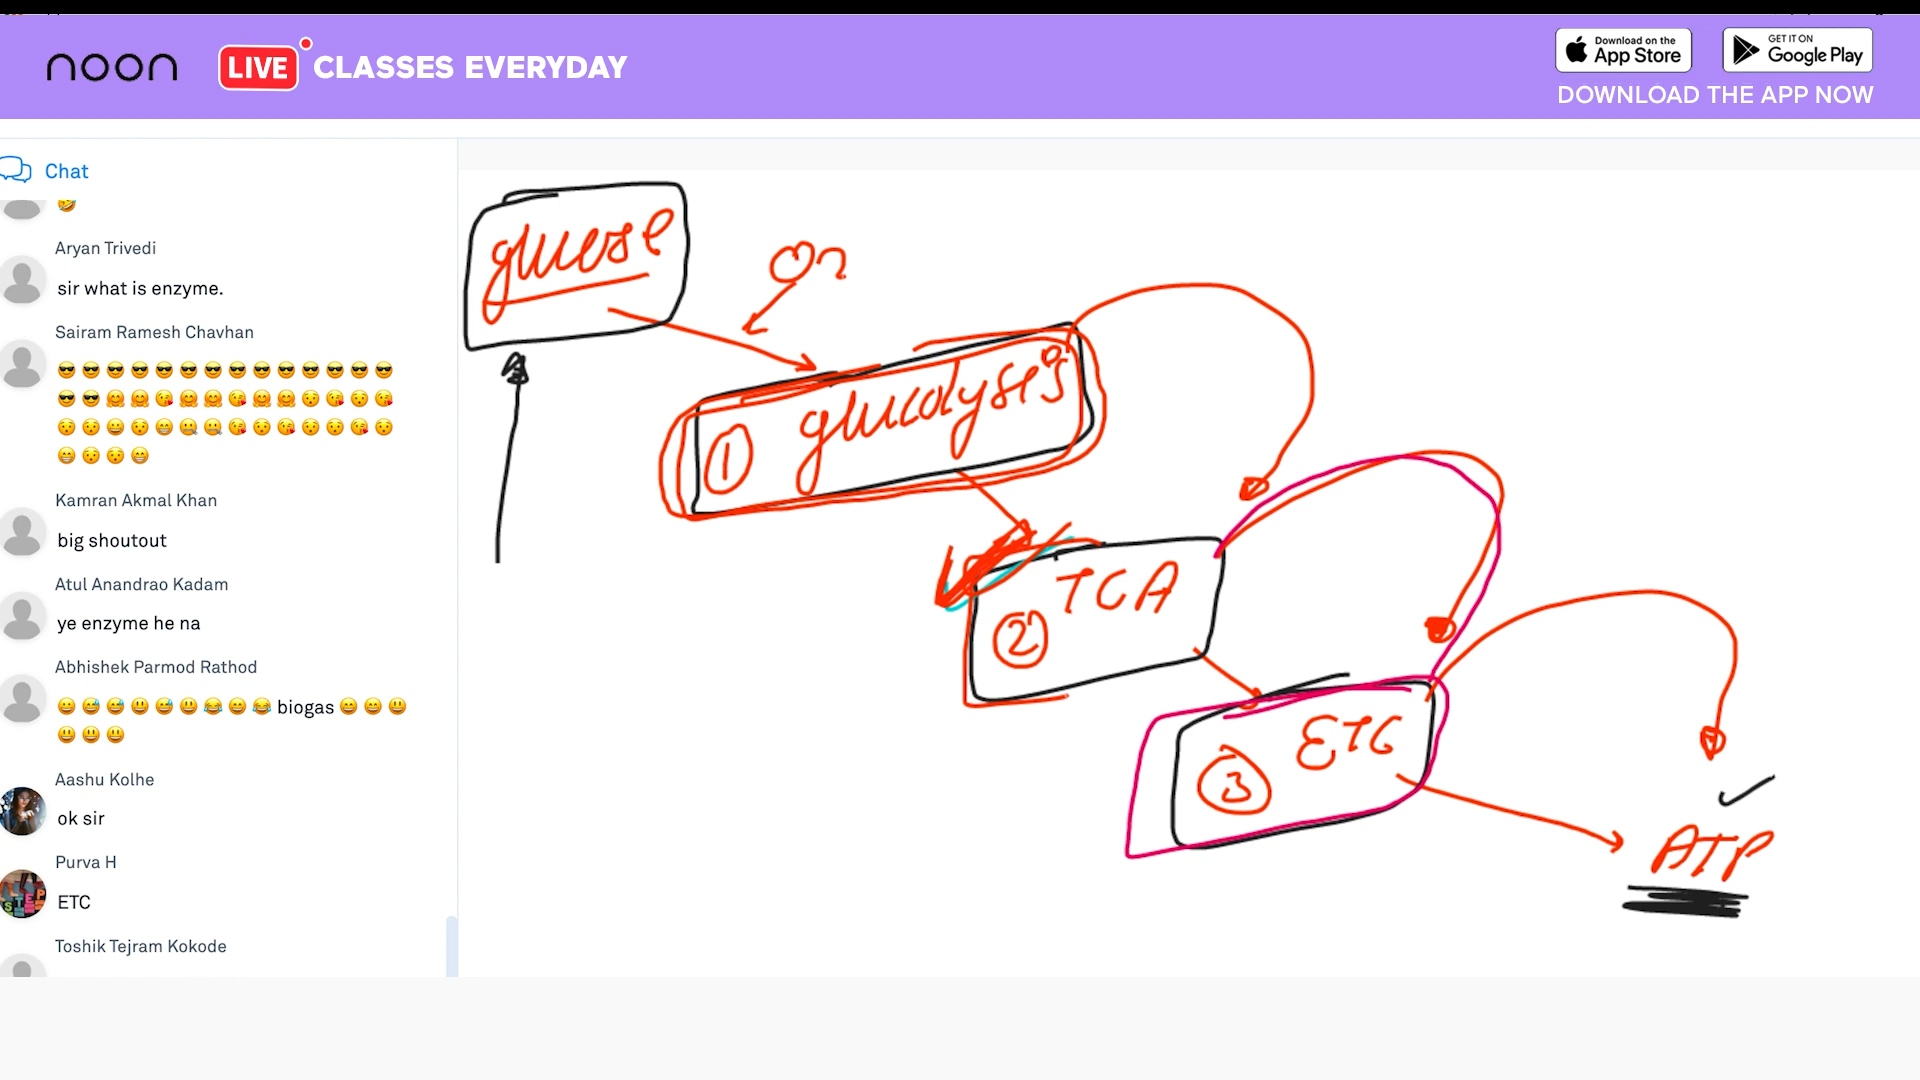 noon
LIVE CLASSES EVERYDAY
Download on the
App Store
GET IT ON
Google Play
DOWNLOAD THE APP NOW
Chat
Aryan Trivedi
sir what is enzyme.
Sairam Ramesh Chavhan
😎😎😎😎😎😎😎😎😎😎😎😎😎😎
Kamran Akmal Khan
big shoutout
Atul Anandrao Kadam
ye enzyme he na
Abhishek Parmod Rathod
biogas
Aashu Kolhe
ok sir
Purva H
ETC
Toshik Tejram Kokode
glucose
O2
1 glucolysis
2 TCA
3 ETC
ATP